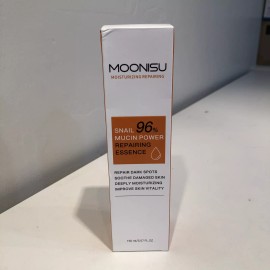 MOONISU
MOISTURIZING REPAIRING
SNAIL 96%
MUCIN POWER
REPAIRING
ESSENCE
REPAIR DARK SPOTS
SOOTHE DAMAGED SKIN
DEEPLY MOISTURIZING
IMPROVE SKIN VITALITY